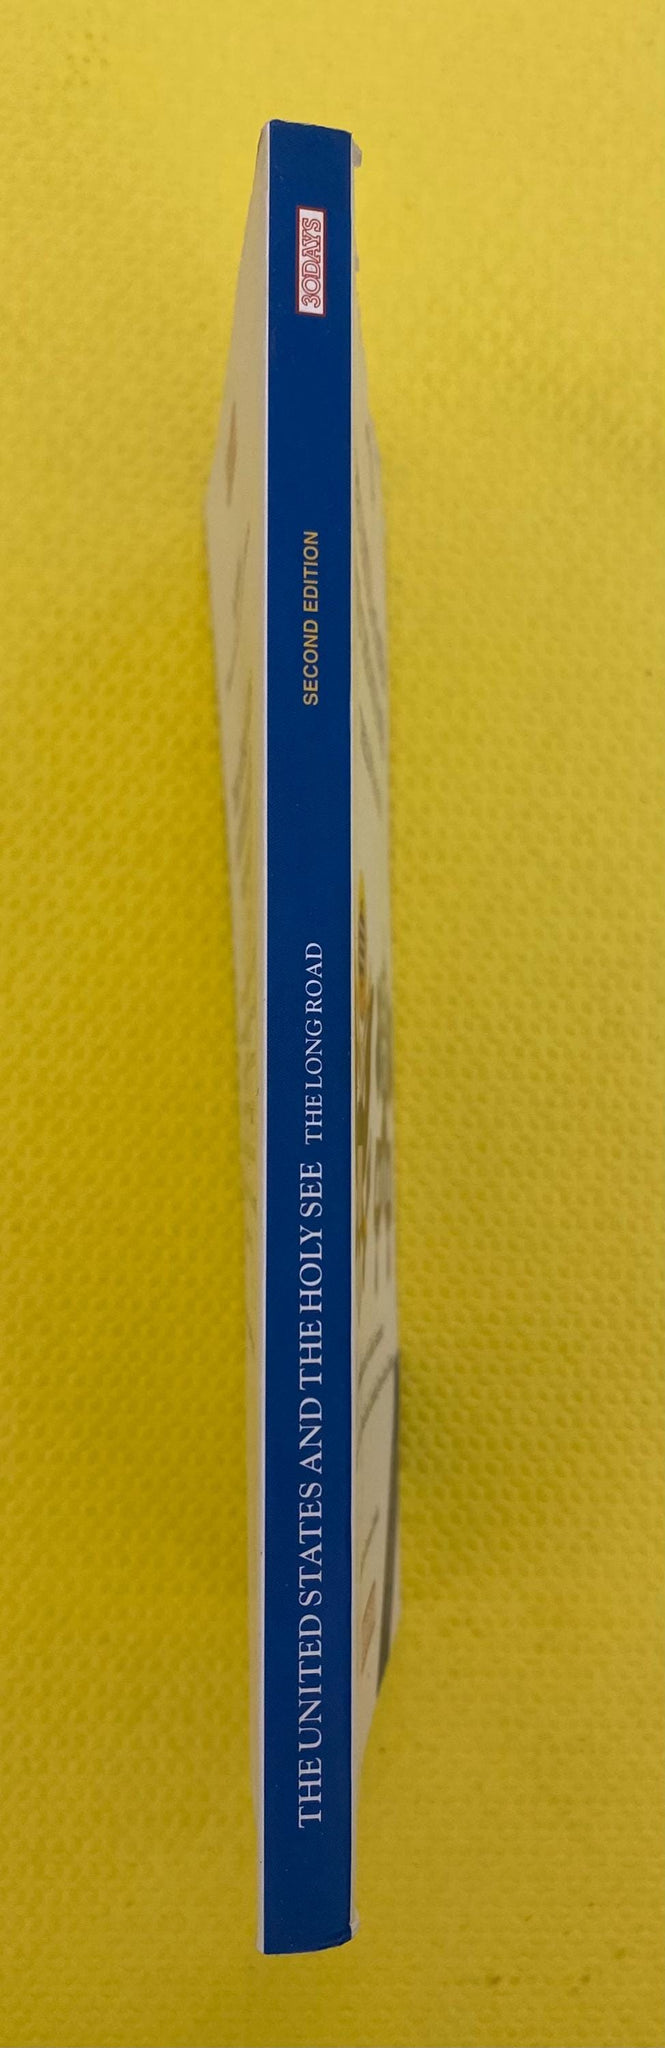 THE UNITED STATES AND THE HOLY SEE THE LONG ROAD
SECOND EDITION
30DAYS